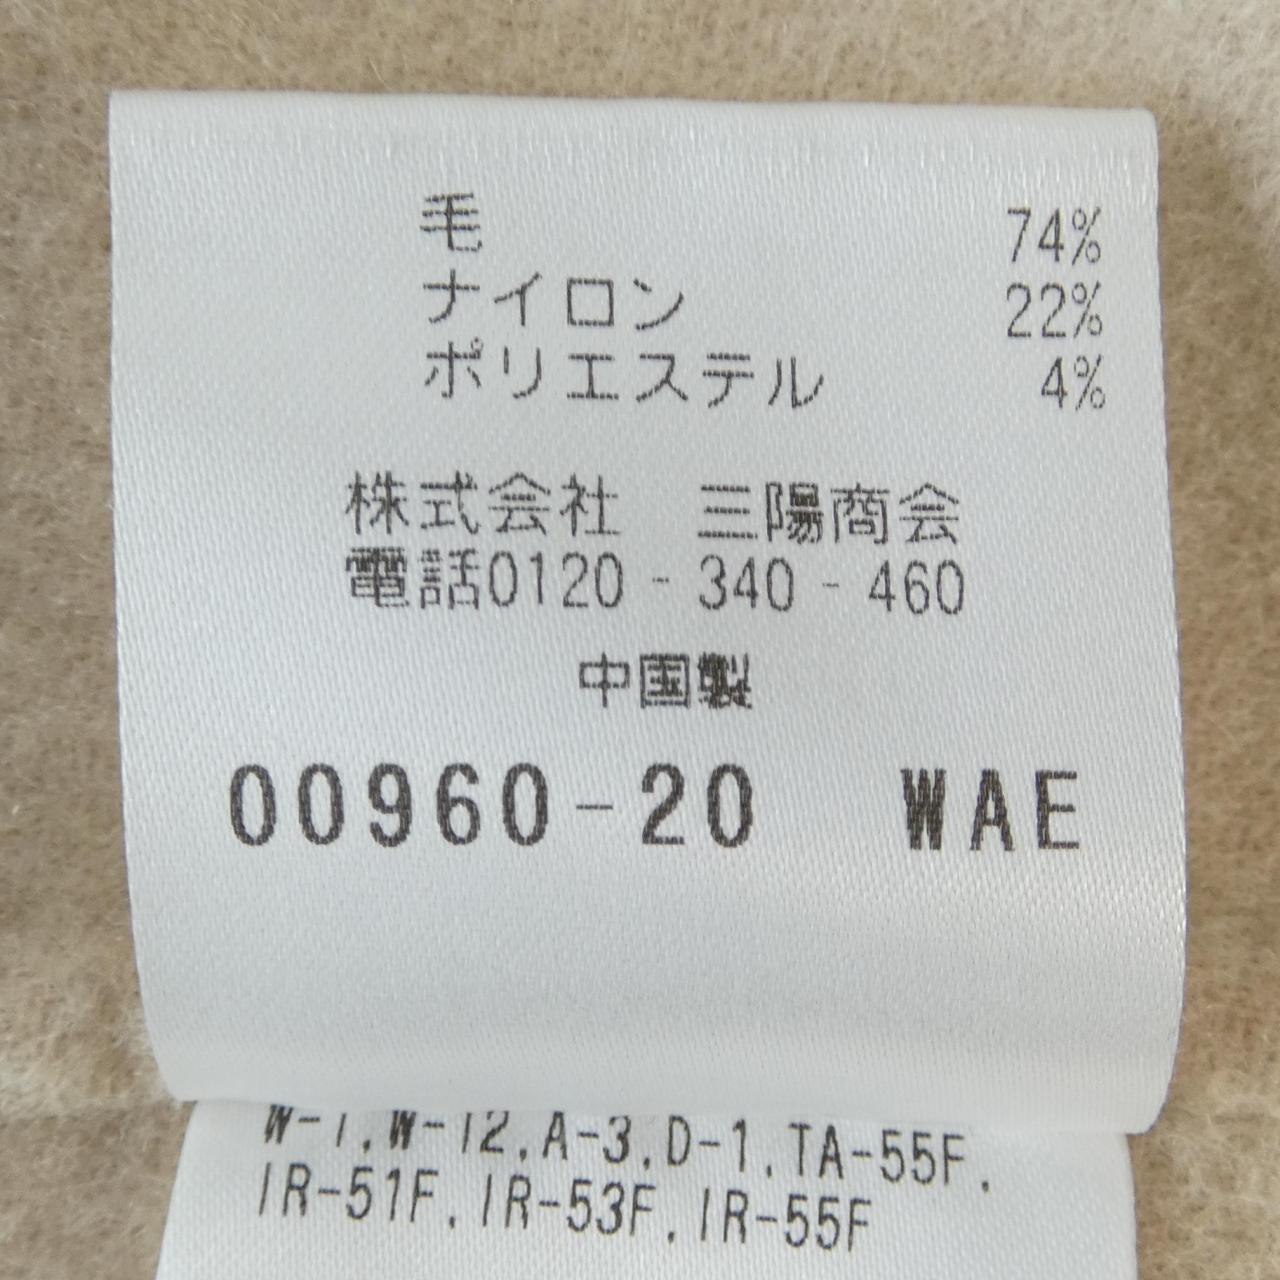 毛 74%
ナイロン 22%
ポリエステル 4%
株式会社 三陽商会
電話0120-340-460
中国製
00960-20 WAE
W-1.W-12.A-3.D-1.TA-55F.
IR-51F.IR-53F.IR-55F